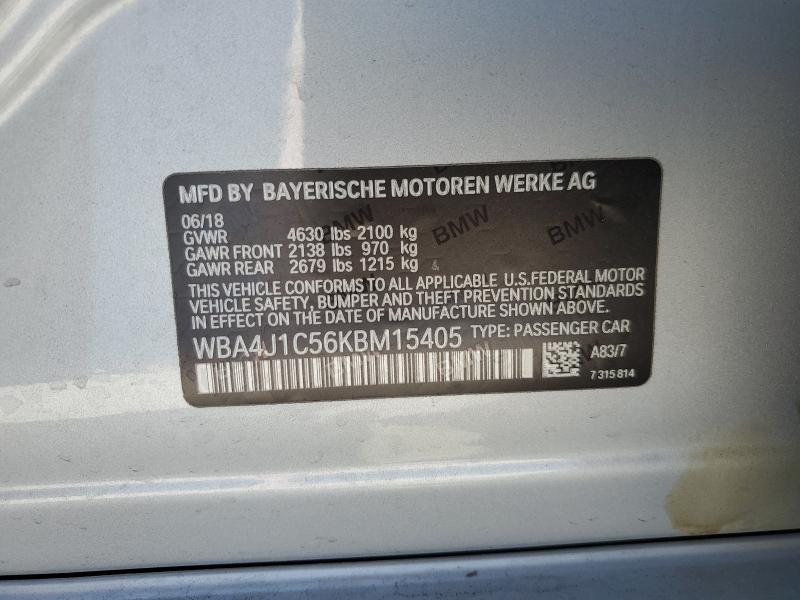 MFD BY BAYERISCHE MOTOREN WERKE AG
06/18
GVWR 4630 lbs 2100 kg
GAWR FRONT 2138 lbs 970 kg
GAWR REAR 2679 lbs 1215 kg
THIS VEHICLE CONFORMS TO ALL APPLICABLE U.S.FEDERAL MOTOR
VEHICLE SAFETY, BUMPER AND THEFT PREVENTION STANDARDS
IN EFFECT ON THE DATE OF MANUFACTURE SHOWN ABOVE.
WBA4J1C56KBM15405 TYPE: PASSENGER CAR
A83/7
7 315 814
BMW
BMW
BMW